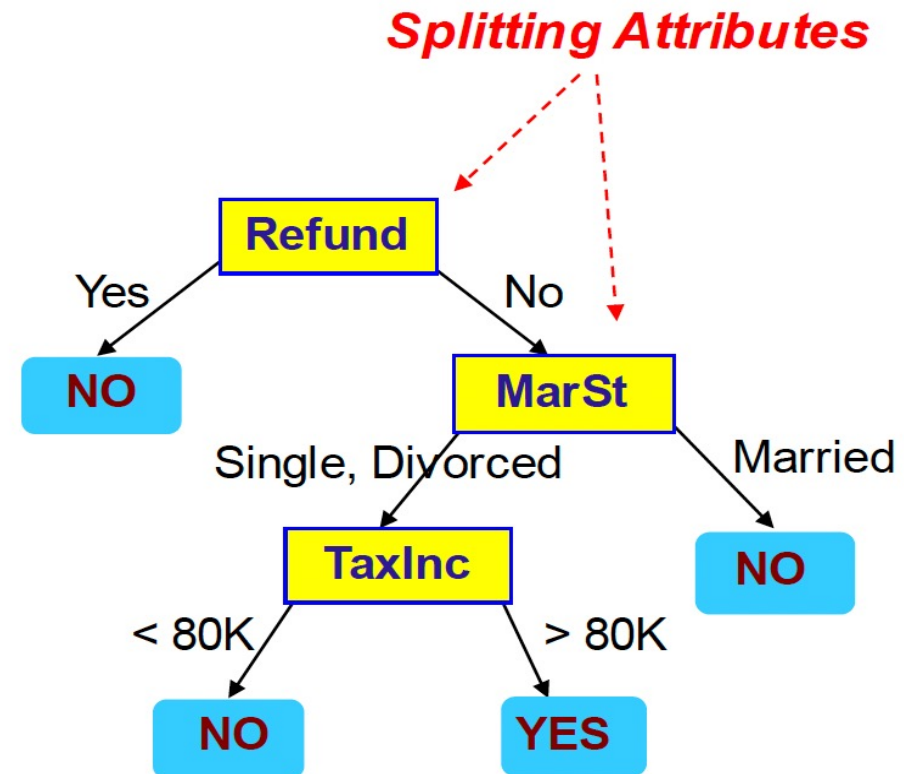 Splitting Attributes
Refund
Yes
No
NO
MarSt
Single, Divorced
Married
TaxInc
NO
< 80K
> 80K
NO
YES